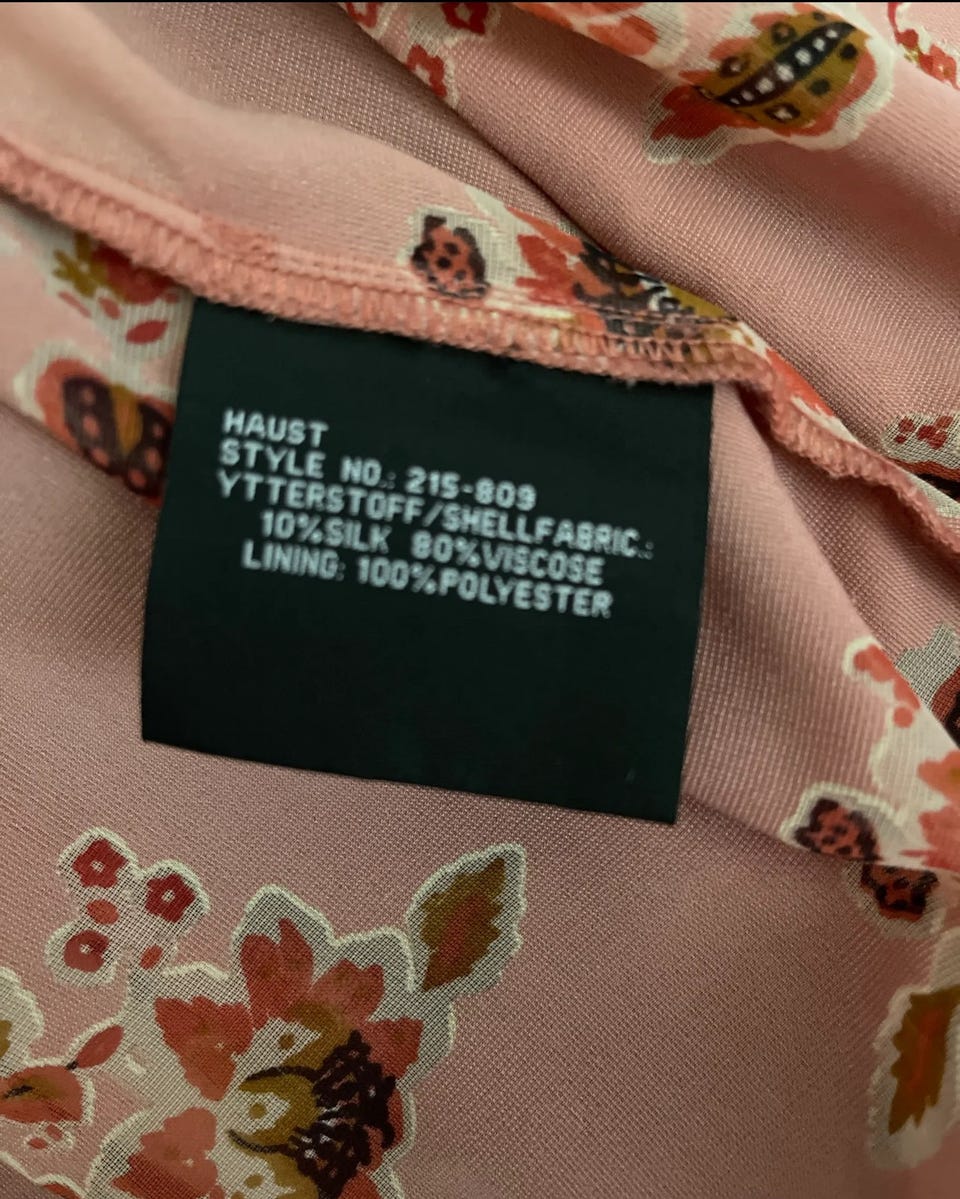 HAUST
STYLE NO.: 215-809
YTTERSTOFF/SHELLFABRIC.:
10%SILK 80%VISCOSE
LINING: 100%POLYESTER